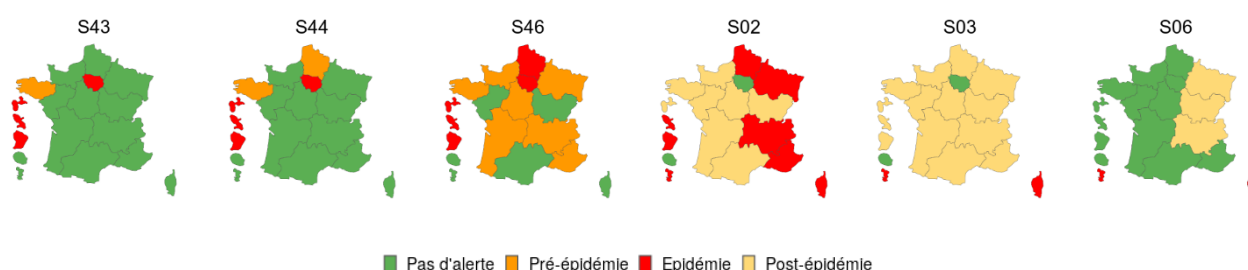 S43 S44 S46 S02 S03 S06
Pas d'alerte Pré-épidémie Epidémie Post-épidémie